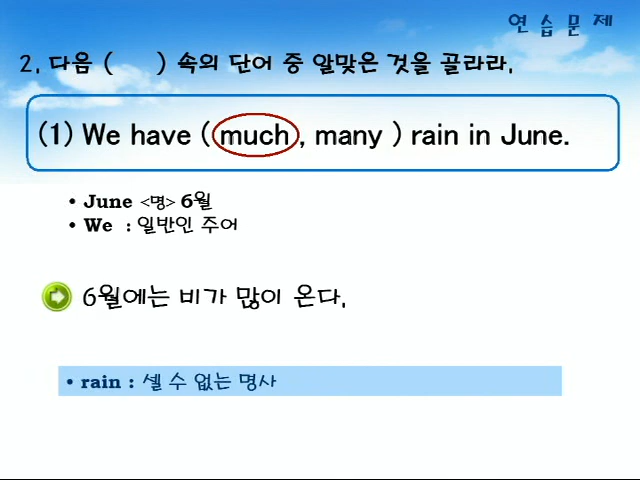 연 습 문 제
2. 다음 (     ) 속의 단어 중 알맞은 것을 골라라.
(1) We have ( much , many ) rain in June.
• June <명> 6월
• We : 일반인 주어
6월에는 비가 많이 온다.
• rain : 셀 수 없는 명사